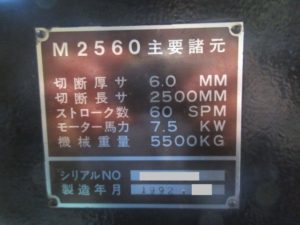 M2560主要諸元
切断厚サ 6.0 MM
切断長サ 2500MM
ストローク数 60 SPM
モーター馬力 7.5 KW
機械重量 5500KG
シリアルNO
製造年月 1992.